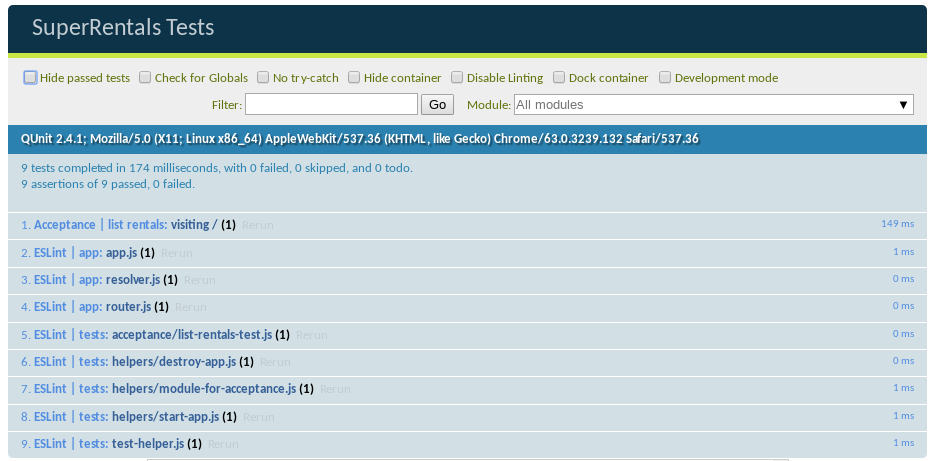 SuperRentals Tests
Hide passed tests Check for Globals No try-catch Hide container Disable Linting Dock container Development mode
Filter: Go Module: All modules ▼
QUnit 2.4.1; Mozilla/5.0 (X11; Linux x86_64) AppleWebKit/537.36 (KHTML, like Gecko) Chrome/63.0.3239.132 Safari/537.36
9 tests completed in 174 milliseconds, with 0 failed, 0 skipped, and 0 todo.
9 assertions of 9 passed, 0 failed.
1. Acceptance | list rentals: visiting / (1) Rerun 149 ms
2. ESLint | app: app.js (1) Rerun 1 ms
3. ESLint | app: resolver.js (1) Rerun 0 ms
4. ESLint | app: router.js (1) Rerun 0 ms
5. ESLint | tests: acceptance/list-rentals-test.js (1) Rerun 0 ms
6. ESLint | tests: helpers/destroy-app.js (1) Rerun 0 ms
7. ESLint | tests: helpers/module-for-acceptance.js (1) Rerun 1 ms
8. ESLint | tests: helpers/start-app.js (1) Rerun 1 ms
9. ESLint | tests: test-helper.js (1) Rerun 1 ms